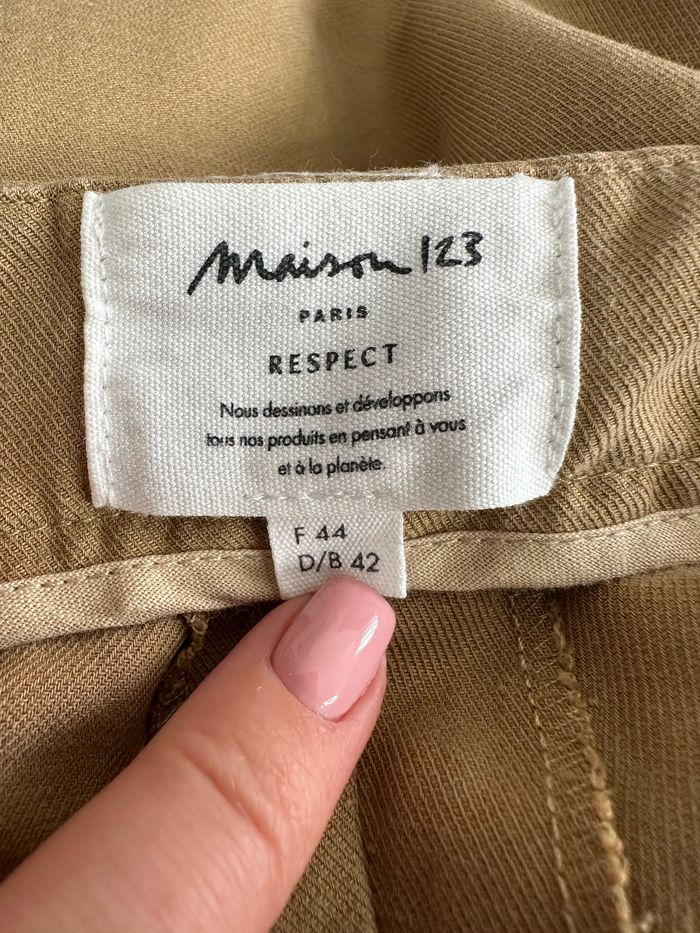 Maison 123
PARIS
RESPECT
Nous dessinons et développons
tous nos produits en pensant à vous
et à la planète.
F 44
D/B 42